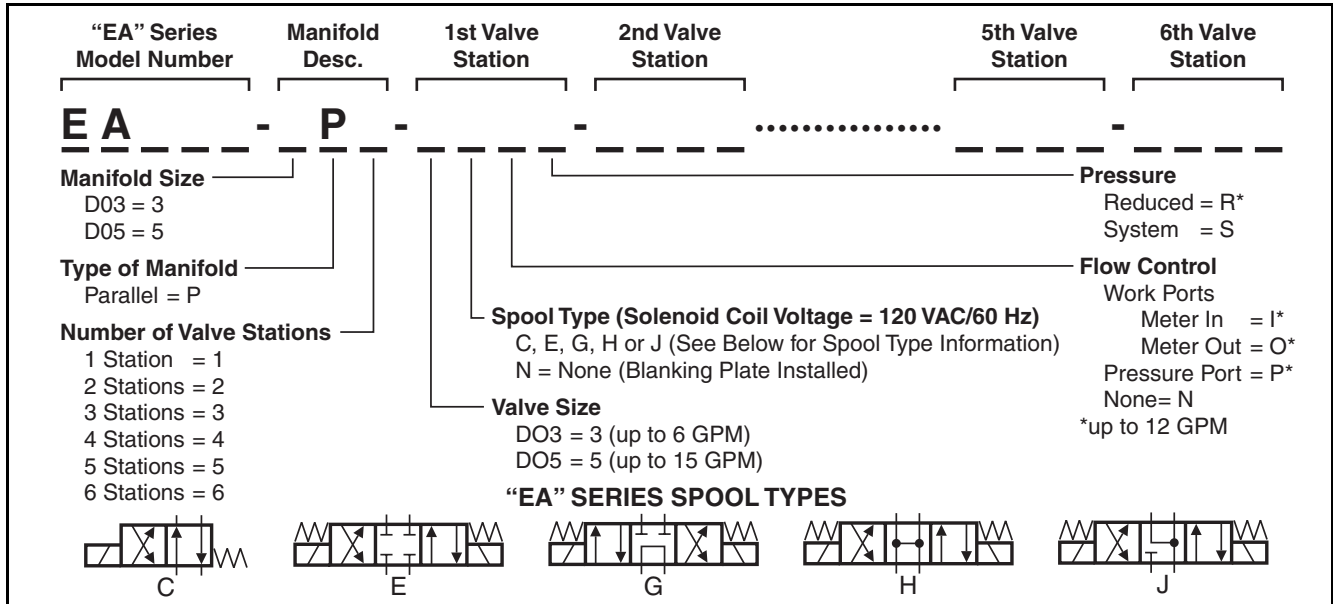 “EA” Series
Model Number
Manifold
Desc.
1st Valve
Station
2nd Valve
Station
5th Valve
Station
6th Valve
Station
E A - P - - ................ -
Manifold Size
D03 = 3
D05 = 5
Type of Manifold
Parallel = P
Number of Valve Stations
1 Station = 1
2 Stations = 2
3 Stations = 3
4 Stations = 4
5 Stations = 5
6 Stations = 6
Spool Type (Solenoid Coil Voltage = 120 VAC/60 Hz)
C, E, G, H or J (See Below for Spool Type Information)
N = None (Blanking Plate Installed)
Valve Size
DO3 = 3 (up to 6 GPM)
DO5 = 5 (up to 15 GPM)
Pressure
Reduced = R*
System = S
Flow Control
Work Ports
Meter In = I*
Meter Out = O*
Pressure Port = P*
None= N
*up to 12 GPM
“EA” SERIES SPOOL TYPES
C
E
G
H
J